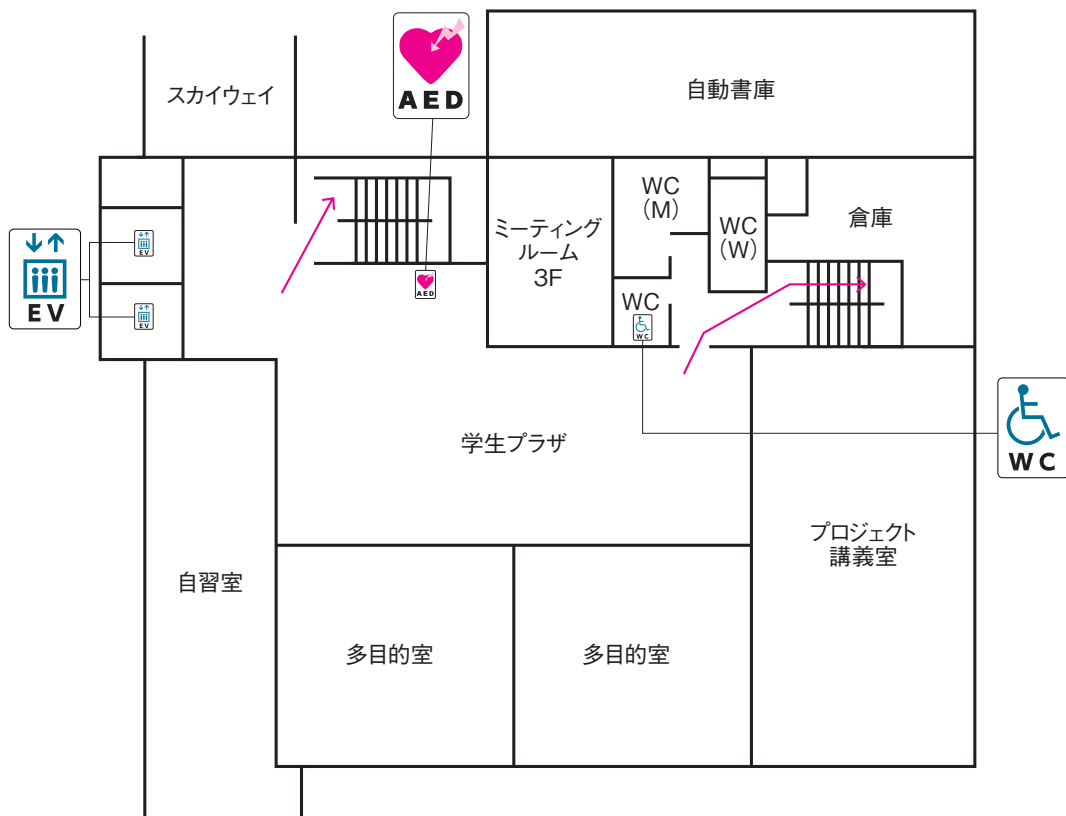 スカイウェイ
AED
自動書庫
WC
(M)
WC
(W)
倉庫
ミーティング
ルーム
3F
EV
EV
EV
AED
WC
WC
学生プラザ
WC
プロジェクト
講義室
自習室
多目的室
多目的室